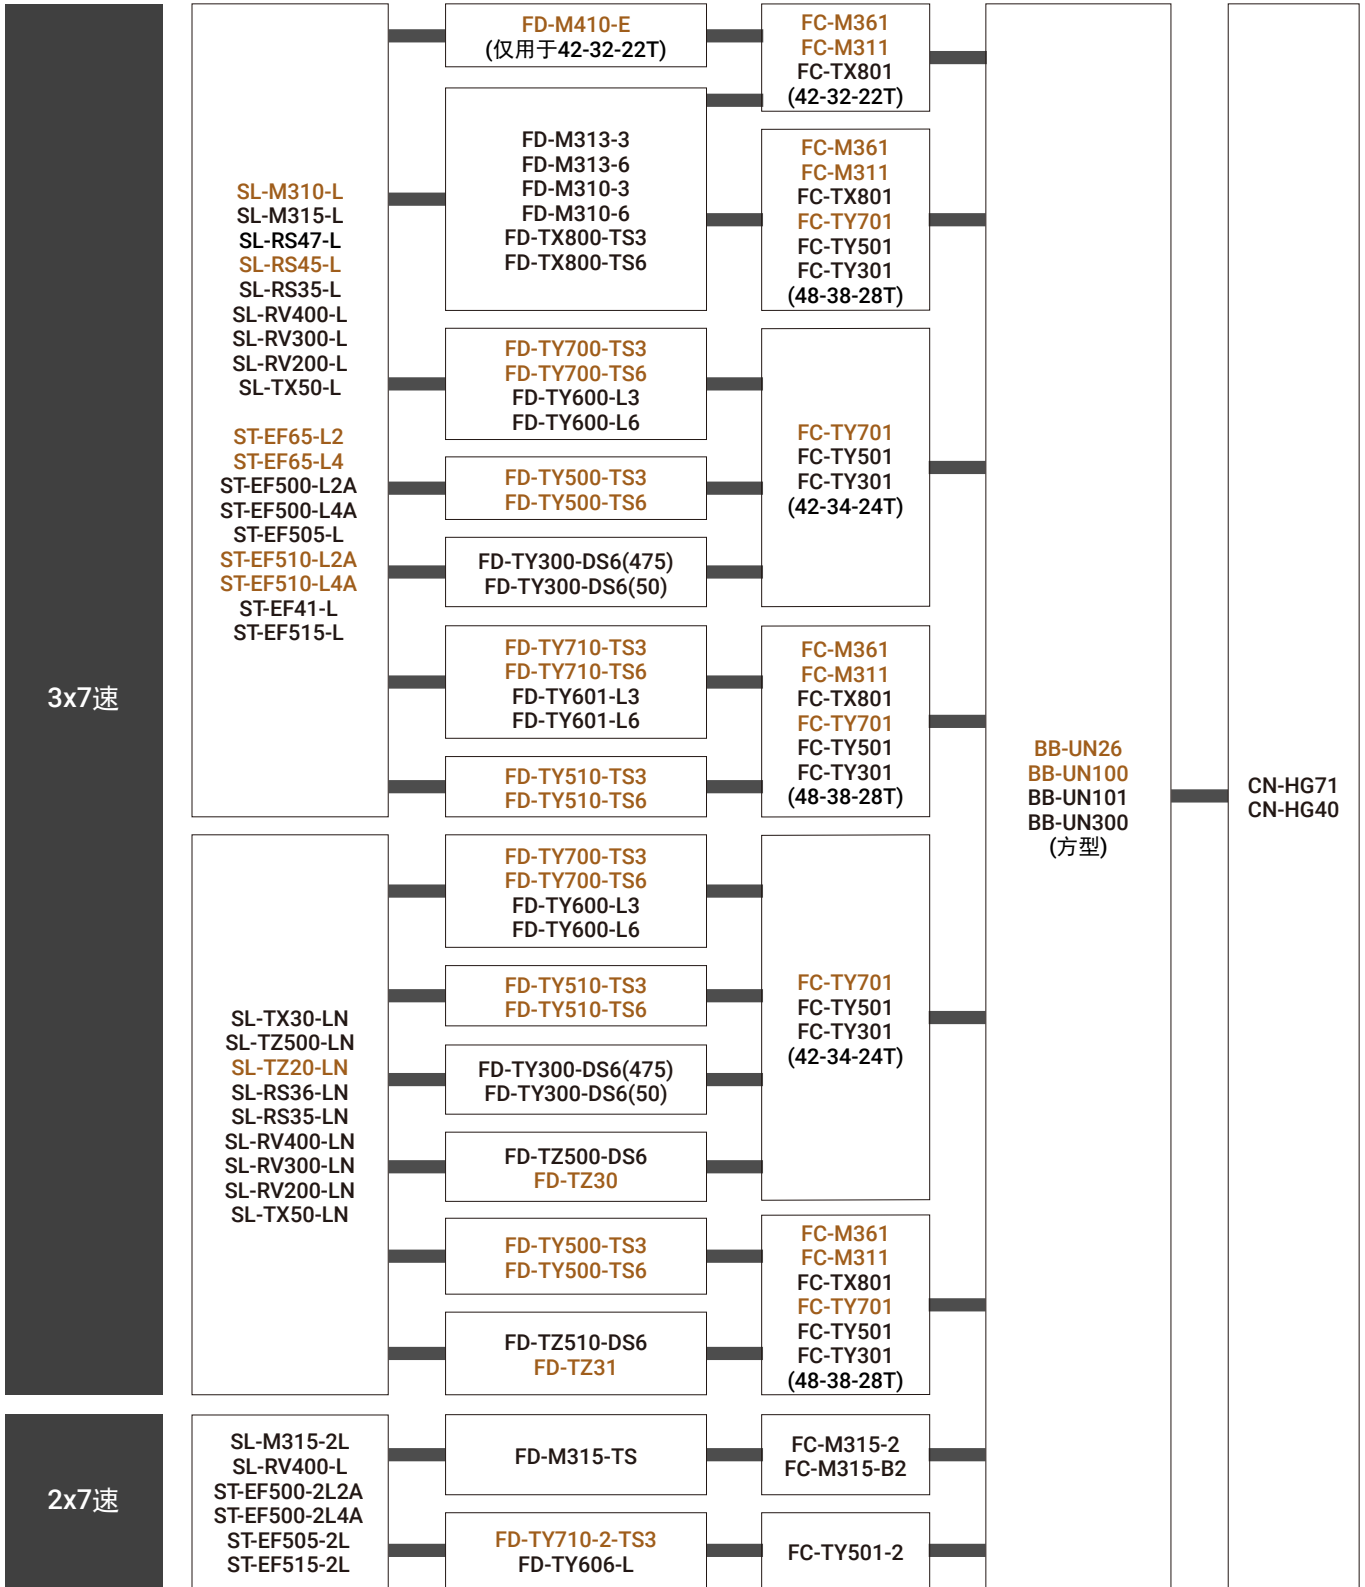 3x7速
SL-M310-L
SL-M315-L
SL-RS47-L
SL-RS45-L
SL-RS35-L
SL-RV400-L
SL-RV300-L
SL-RV200-L
SL-TX50-L
ST-EF65-L2
ST-EF65-L4
ST-EF500-L2A
ST-EF500-L4A
ST-EF505-L
ST-EF510-L2A
ST-EF510-L4A
ST-EF41-L
ST-EF515-L
FD-M410-E
(仅用于42-32-22T)
FD-M313-3
FD-M313-6
FD-M310-3
FD-M310-6
FD-TX800-TS3
FD-TX800-TS6
FD-TY700-TS3
FD-TY700-TS6
FD-TY600-L3
FD-TY600-L6
FD-TY500-TS3
FD-TY500-TS6
FD-TY300-DS6(475)
FD-TY300-DS6(50)
FD-TY710-TS3
FD-TY710-TS6
FD-TY601-L3
FD-TY601-L6
FD-TY510-TS3
FD-TY510-TS6
FC-M361
FC-M311
FC-TX801
(42-32-22T)
FC-M361
FC-M311
FC-TX801
FC-TY701
FC-TY501
FC-TY301
(48-38-28T)
FC-TY701
FC-TY501
FC-TY301
(42-34-24T)
FC-M361
FC-M311
FC-TX801
FC-TY701
FC-TY501
FC-TY301
(48-38-28T)
SL-TX30-LN
SL-TZ500-LN
SL-TZ20-LN
SL-RS36-LN
SL-RS35-LN
SL-RV400-LN
SL-RV300-LN
SL-RV200-LN
SL-TX50-LN
FD-TY700-TS3
FD-TY700-TS6
FD-TY600-L3
FD-TY600-L6
FD-TY510-TS3
FD-TY510-TS6
FD-TY300-DS6(475)
FD-TY300-DS6(50)
FD-TZ500-DS6
FD-TZ30
FD-TY500-TS3
FD-TY500-TS6
FD-TZ510-DS6
FD-TZ31
FC-TY701
FC-TY501
FC-TY301
(42-34-24T)
FC-M361
FC-M311
FC-TX801
FC-TY701
FC-TY501
FC-TY301
(48-38-28T)
2x7速
SL-M315-2L
SL-RV400-L
ST-EF500-2L2A
ST-EF500-2L4A
ST-EF505-2L
ST-EF515-2L
FD-M315-TS
FD-TY710-2-TS3
FD-TY606-L
FC-M315-2
FC-M315-B2
FC-TY501-2
BB-UN26
BB-UN100
BB-UN101
BB-UN300
(方型)
CN-HG71
CN-HG40